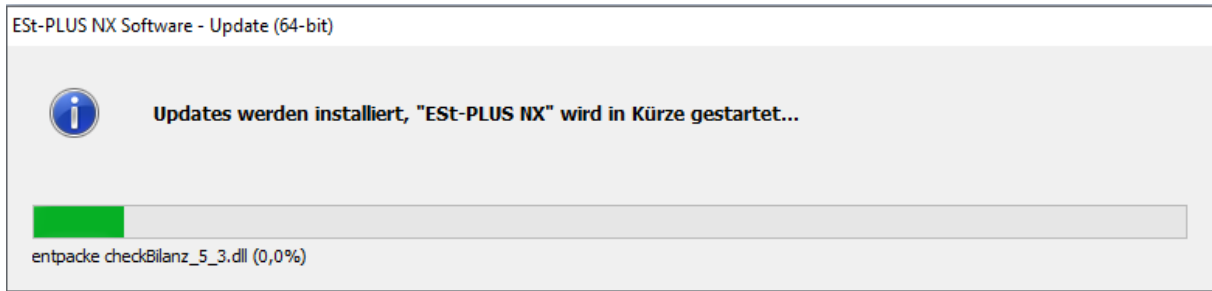 ESt-PLUS NX Software - Update (64-bit)
Updates werden installiert, "ESt-PLUS NX" wird in Kürze gestartet...
entpacke checkBilanz_5_3.dll (0,0%)